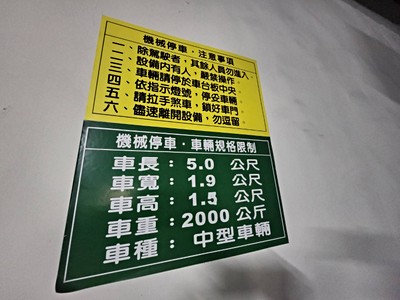 機械停車．注意事項
一、除駕駛者，其餘人員勿進入。
二、設備內有人，嚴禁操作。
三、車輛請停於車台板中央。
四、依指示燈號，停妥車輛。
五、請拉手煞車，鎖好車門。
六、儘速離開設備，勿逗留。
機械停車．車輛規格限制
車長：5.0 公尺
車寬：1.9 公尺
車高：1.5 公尺
車重：2000 公斤
車種：中型車輛